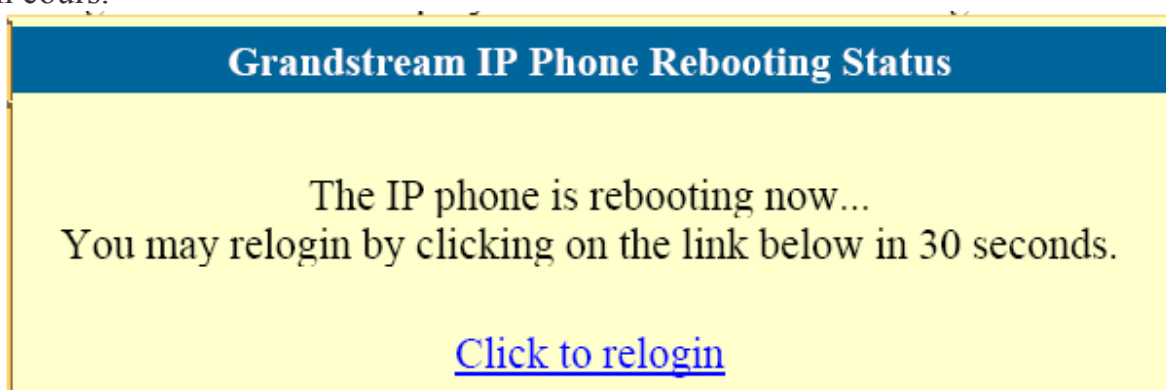 cours.
Grandstream IP Phone Rebooting Status
The IP phone is rebooting now...
You may relogin by clicking on the link below in 30 seconds.
Click to relogin